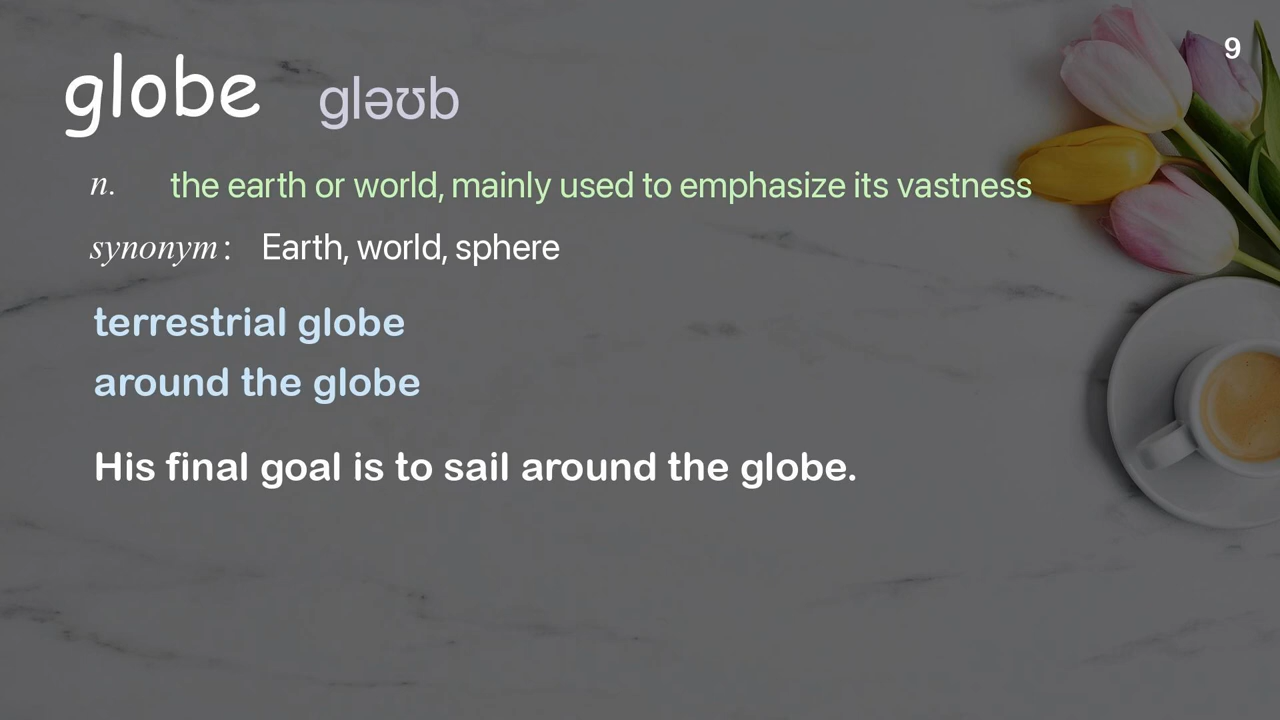 9
globe gləʊb
n. the earth or world, mainly used to emphasize its vastness
synonym: Earth, world, sphere
terrestrial globe
around the globe
His final goal is to sail around the globe.